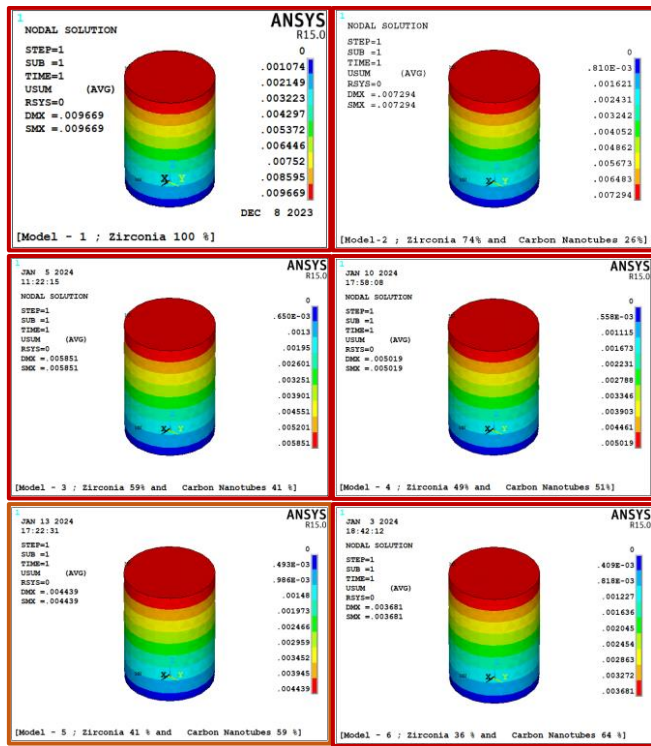 1
ANSYS
R15.0
NODAL SOLUTION
STEP=1
SUB =1
TIME=1
USUM (AVG)
RSYS=0
DMX =.009669
SMX =.009669
0
.001074
.002149
.003223
.004297
.005372
.006446
.00752
.008595
.009669
DEC 8 2023
X Y
[Model - 1 ; Zirconia 100 %]
1
NODAL SOLUTION
STEP=1
SUB =1
TIME=1
USUM (AVG)
RSYS=0
DMX =.007294
SMX =.007294
ANSYS
R15.0
0
.810E-03
.001621
.002431
.003242
.004052
.004862
.005673
.006483
.007294
X Y
[Model-2 ; Zirconia 74% and Carbon Nanotubes 26%]
1
JAN 5 2024
11:22:15
NODAL SOLUTION
STEP=1
SUB =1
TIME=1
USUM (AVG)
RSYS=0
DMX =.005851
SMX =.005851
ANSYS
R15.0
0
.650E-03
.0013
.00195
.002601
.003251
.003901
.004551
.005201
.005851
X Y
[Model - 3 ; Zirconia 59% and Carbon Nanotubes 41 %]
1
JAN 10 2024
17:58:08
NODAL SOLUTION
STEP=1
SUB =1
TIME=1
USUM (AVG)
RSYS=0
DMX =.005019
SMX =.005019
ANSYS
R15.0
0
.558E-03
.001115
.001673
.002231
.002788
.003346
.003903
.004461
.005019
X Y
[Model - 4 ; Zirconia 49% and Carbon Nanotubes 51%]
1
JAN 13 2024
17:22:31
STEP=1
SUB =1
TIME=1
USUM (AVG)
RSYS=0
DMX =.004439
SMX =.004439
ANSYS
R15.0
0
.493E-03
.986E-03
.00148
.001973
.002466
.002959
.003452
.003945
.004439
X Y
[Model - 5 ; Zirconia 41 % and Carbon Nanotubes 59 %]
1
JAN 3 2024
18:42:12
NODAL SOLUTION
STEP=1
SUB =1
TIME=1
USUM (AVG)
RSYS=0
DMX =.003681
SMX =.003681
ANSYS
R15.0
0
.409E-03
.818E-03
.001227
.001636
.002045
.002454
.002863
.003272
.003681
X Y
[Model - 6 ; Zirconia 36 % and Carbon Nanotubes 64 %]